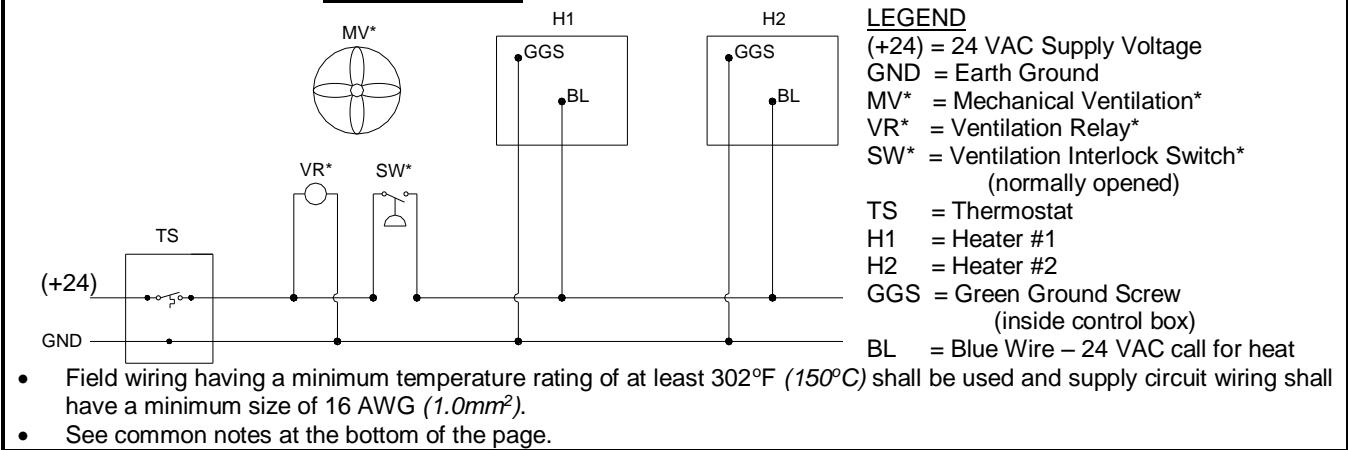 MV*
H1
H2
GGS
BL
GGS
BL
VR*
SW*
TS
(+24)
GND
LEGEND
(+24) = 24 VAC Supply Voltage
GND = Earth Ground
MV* = Mechanical Ventilation*
VR* = Ventilation Relay*
SW* = Ventilation Interlock Switch*
(normally opened)
TS = Thermostat
H1 = Heater #1
H2 = Heater #2
GGS = Green Ground Screw
(inside control box)
BL = Blue Wire – 24 VAC call for heat
• Field wiring having a minimum temperature rating of at least 302°F (150°C) shall be used and supply circuit wiring shall
have a minimum size of 16 AWG (1.0mm²).
• See common notes at the bottom of the page.